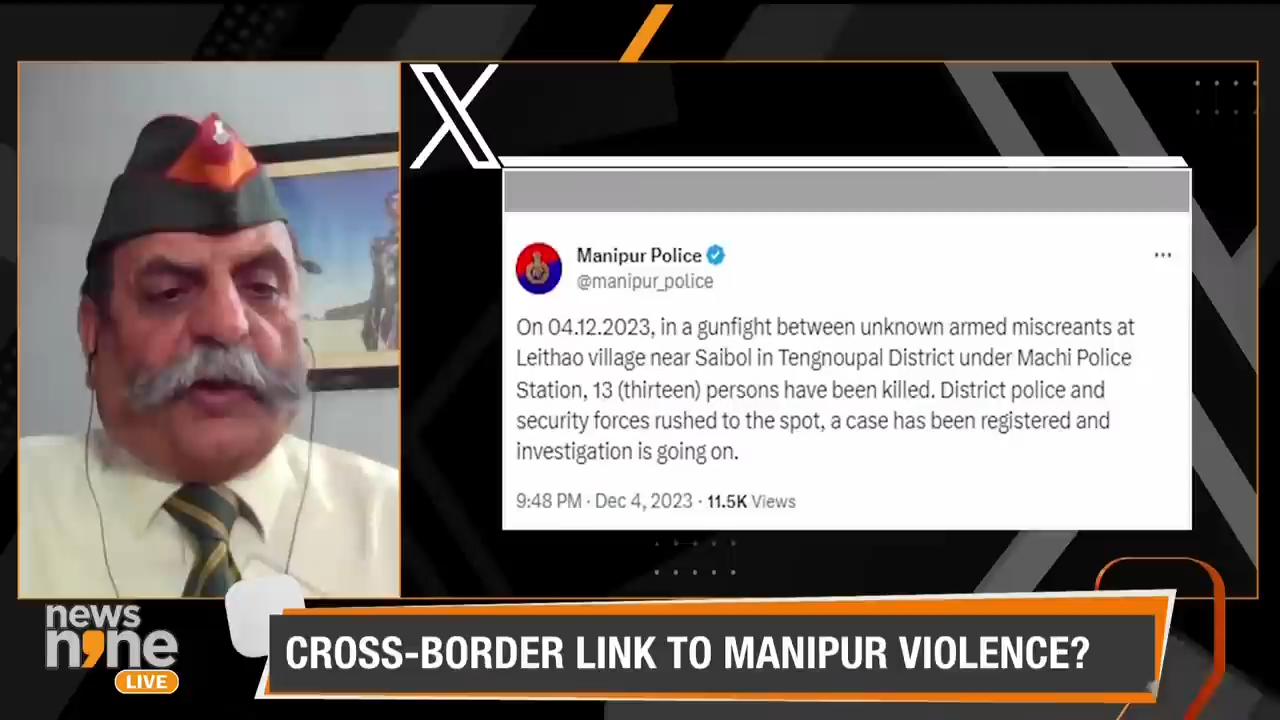 X
Manipur Police
@manipur_police
On 04.12.2023, in a gunfight between unknown armed miscreants at
Leithao village near Saibol in Tengnoupal District under Machi Police
Station, 13 (thirteen) persons have been killed. District police and
security forces rushed to the spot, a case has been registered and
investigation is going on.
9:48 PM · Dec 4, 2023 · 11.5K Views
news
n9ne
LIVE
CROSS-BORDER LINK TO MANIPUR VIOLENCE?